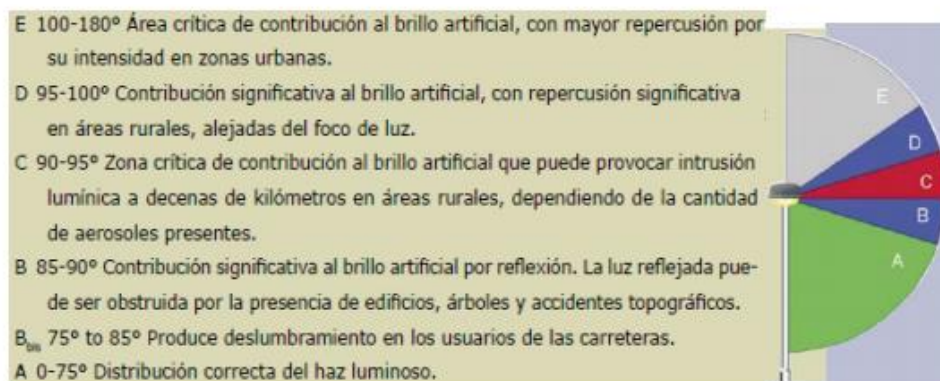 E 100-180º Área crítica de contribución al brillo artificial, con mayor repercusión por
su intensidad en zonas urbanas.
D 95-100º Contribución significativa al brillo artificial, con repercusión significativa
en áreas rurales, alejadas del foco de luz.
C 90-95º Zona crítica de contribución al brillo artificial que puede provocar intrusión
lumínica a decenas de kilómetros en áreas rurales, dependiendo de la cantidad
de aerosoles presentes.
B 85-90º Contribución significativa al brillo artificial por reflexión. La luz reflejada pue-
de ser obstruida por la presencia de edificios, árboles y accidentes topográficos.
Bbis 75º to 85º Produce deslumbramiento en los usuarios de las carreteras.
A 0-75º Distribución correcta del haz luminoso.
E
D
C
B
A